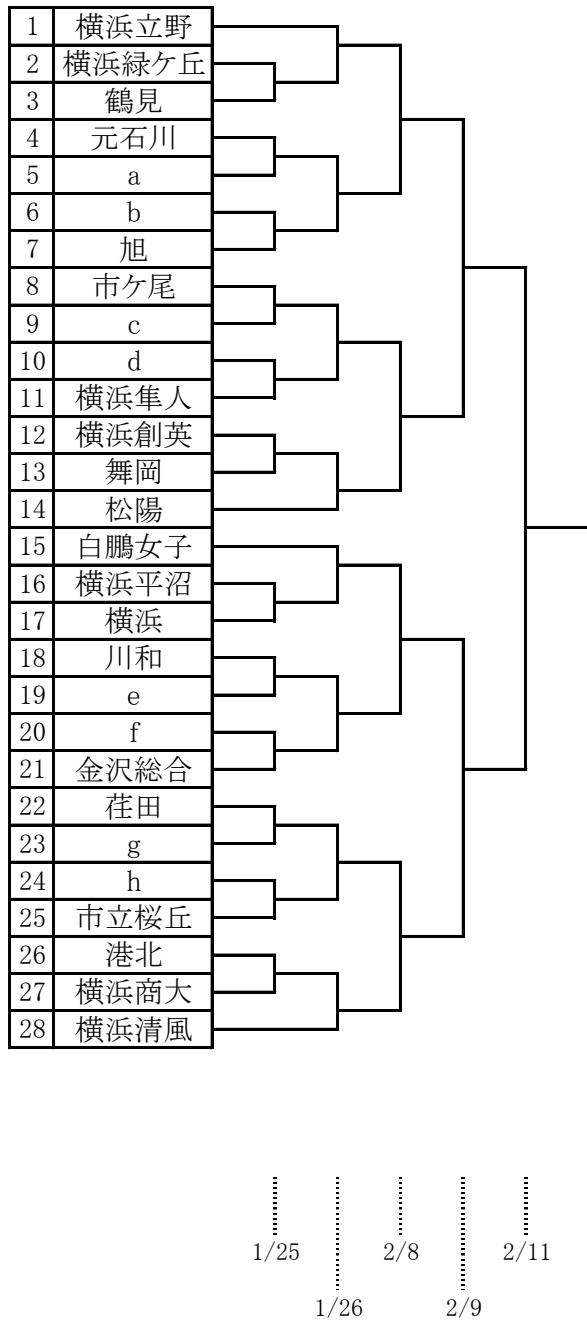 1 横浜立野
2 横浜緑ケ丘
3 鶴見
4 元石川
5 a
6 b
7 旭
8 市ケ尾
9 c
10 d
11 横浜隼人
12 横浜創英
13 舞岡
14 松陽
15 白鵬女子
16 横浜平沼
17 横浜
18 川和
19 e
20 f
21 金沢総合
22 荏田
23 g
24 h
25 市立桜丘
26 港北
27 横浜商大
28 横浜清風
1/25 2/8 2/11
1/26 2/9